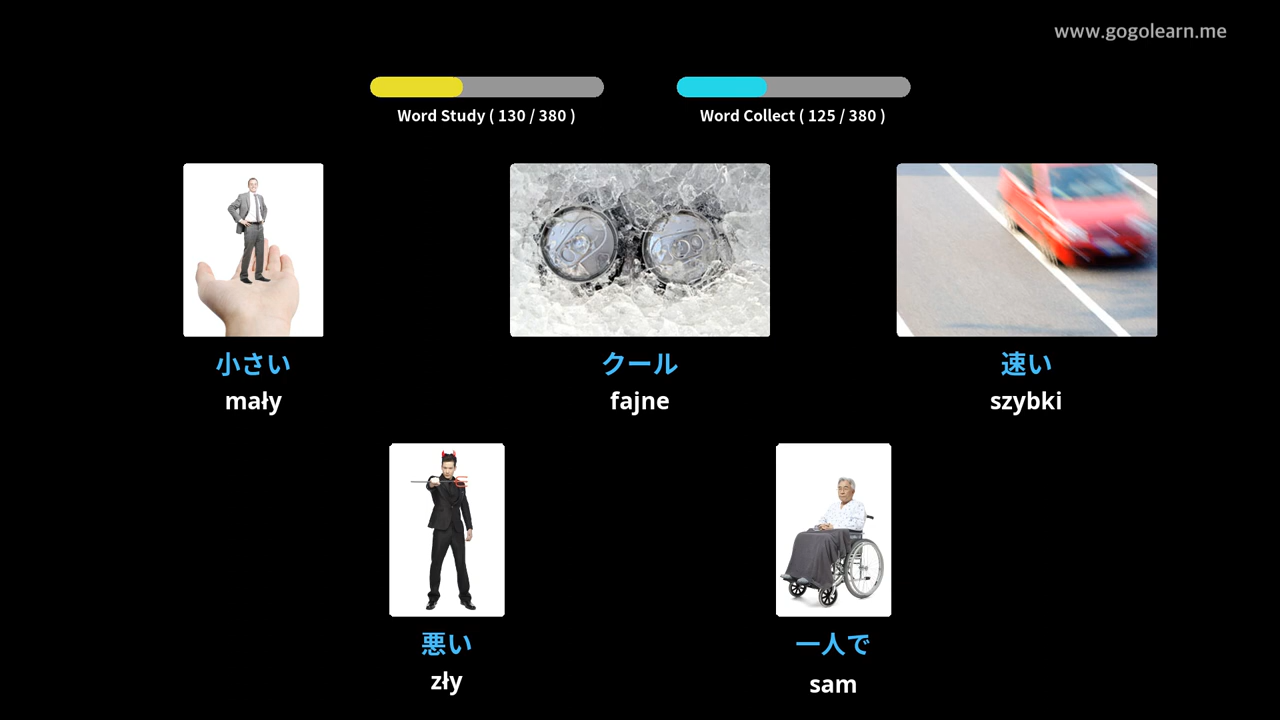 www.gogolearn.me
Word Study ( 130 / 380 )
Word Collect ( 125 / 380 )
小さい
mały
クール
fajne
速い
szybki
悪い
zły
一人で
sam